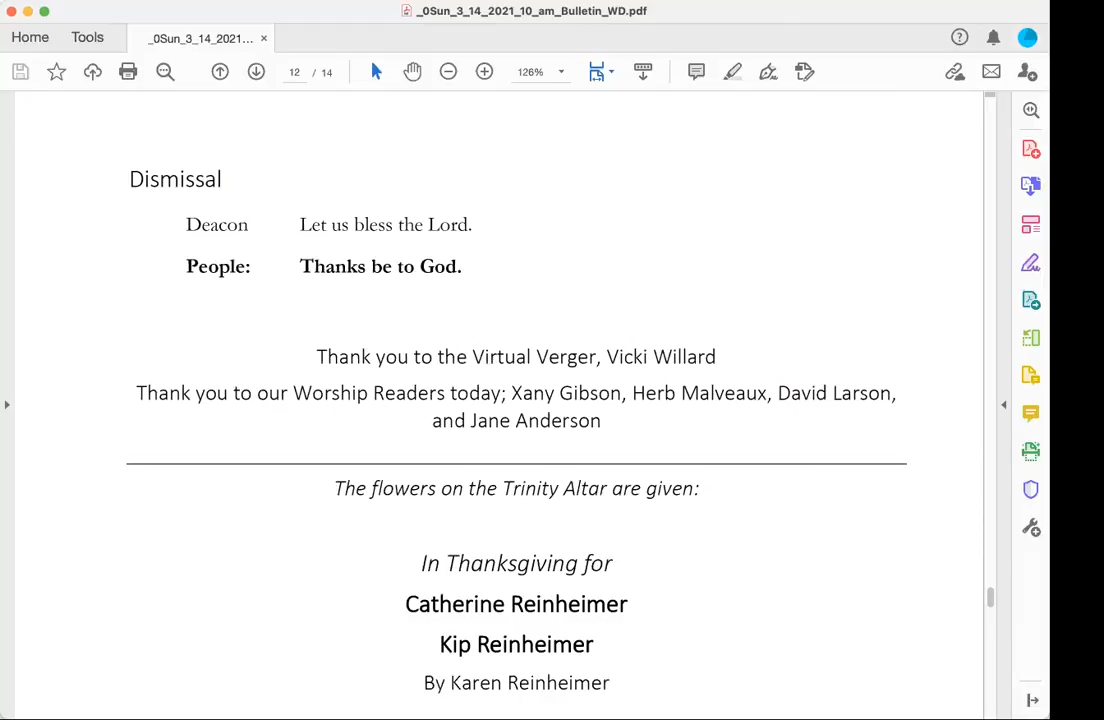 _0Sun_3_14_2021_10_am_Bulletin_WD.pdf
Home Tools _0Sun_3_14_2021... ×
12 / 14 126%
Dismissal
Deacon Let us bless the Lord.
People: Thanks be to God.
Thank you to the Virtual Verger, Vicki Willard
Thank you to our Worship Readers today; Xany Gibson, Herb Malveaux, David Larson,
and Jane Anderson
The flowers on the Trinity Altar are given:
In Thanksgiving for
Catherine Reinheimer
Kip Reinheimer
By Karen Reinheimer